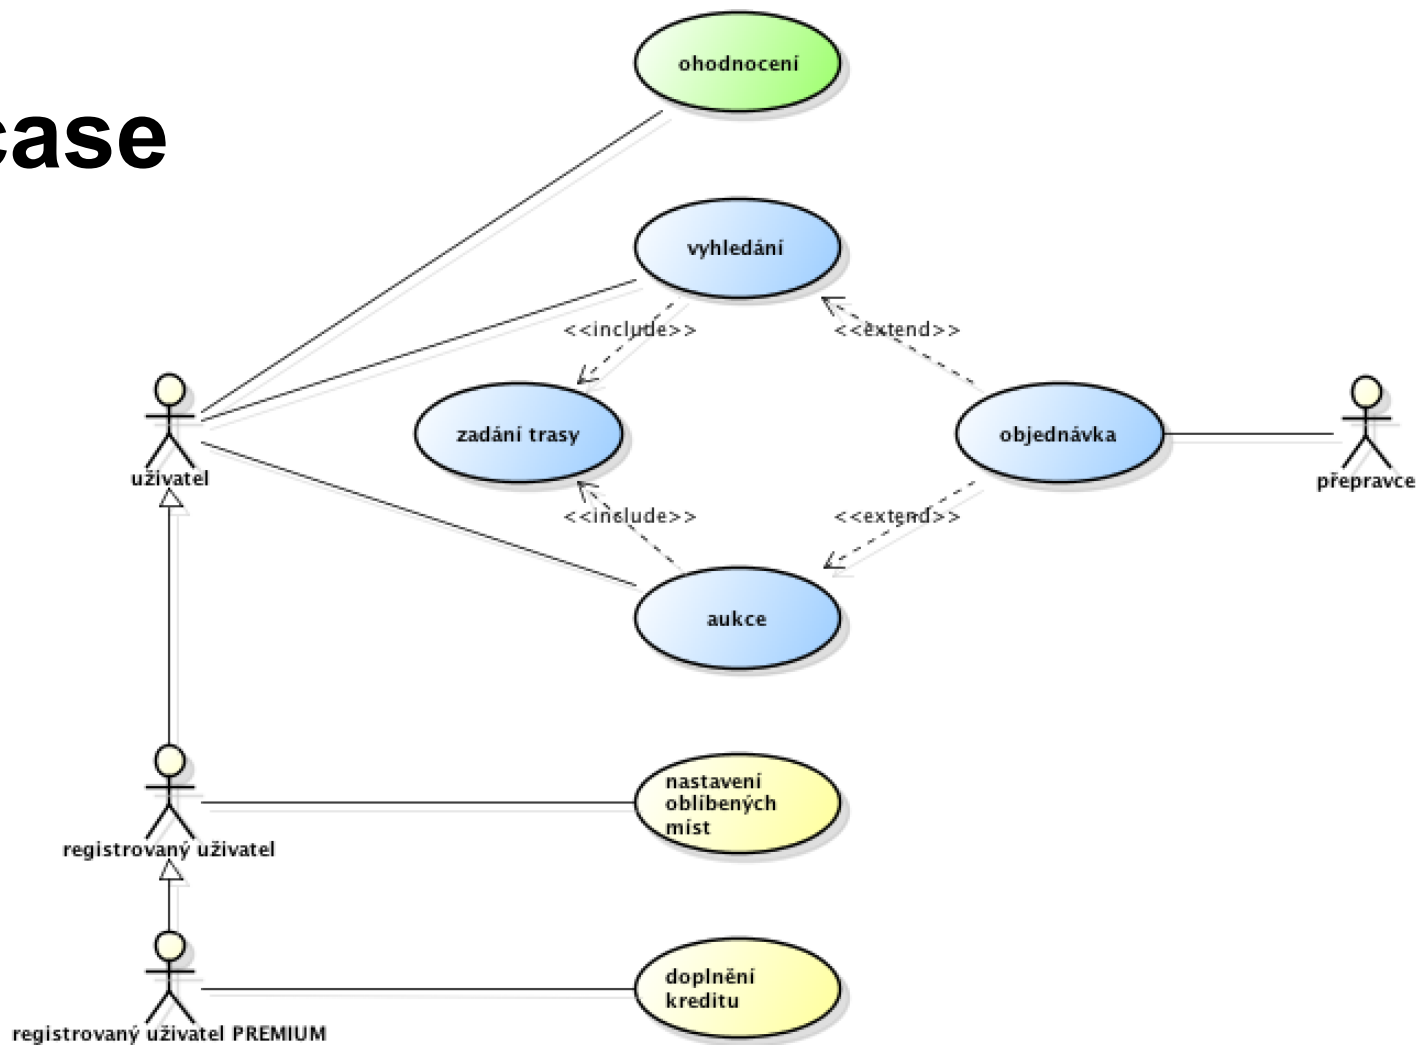 case
ohodnocení
vyhledání
<<include>>
<<extend>>
zadání trasy
objednávka
uživatel
přepravce
<<include>>
<<extend>>
aukce
nastavení
oblíbených
míst
registrovaný uživatel
doplnění
kreditu
registrovaný uživatel PREMIUM